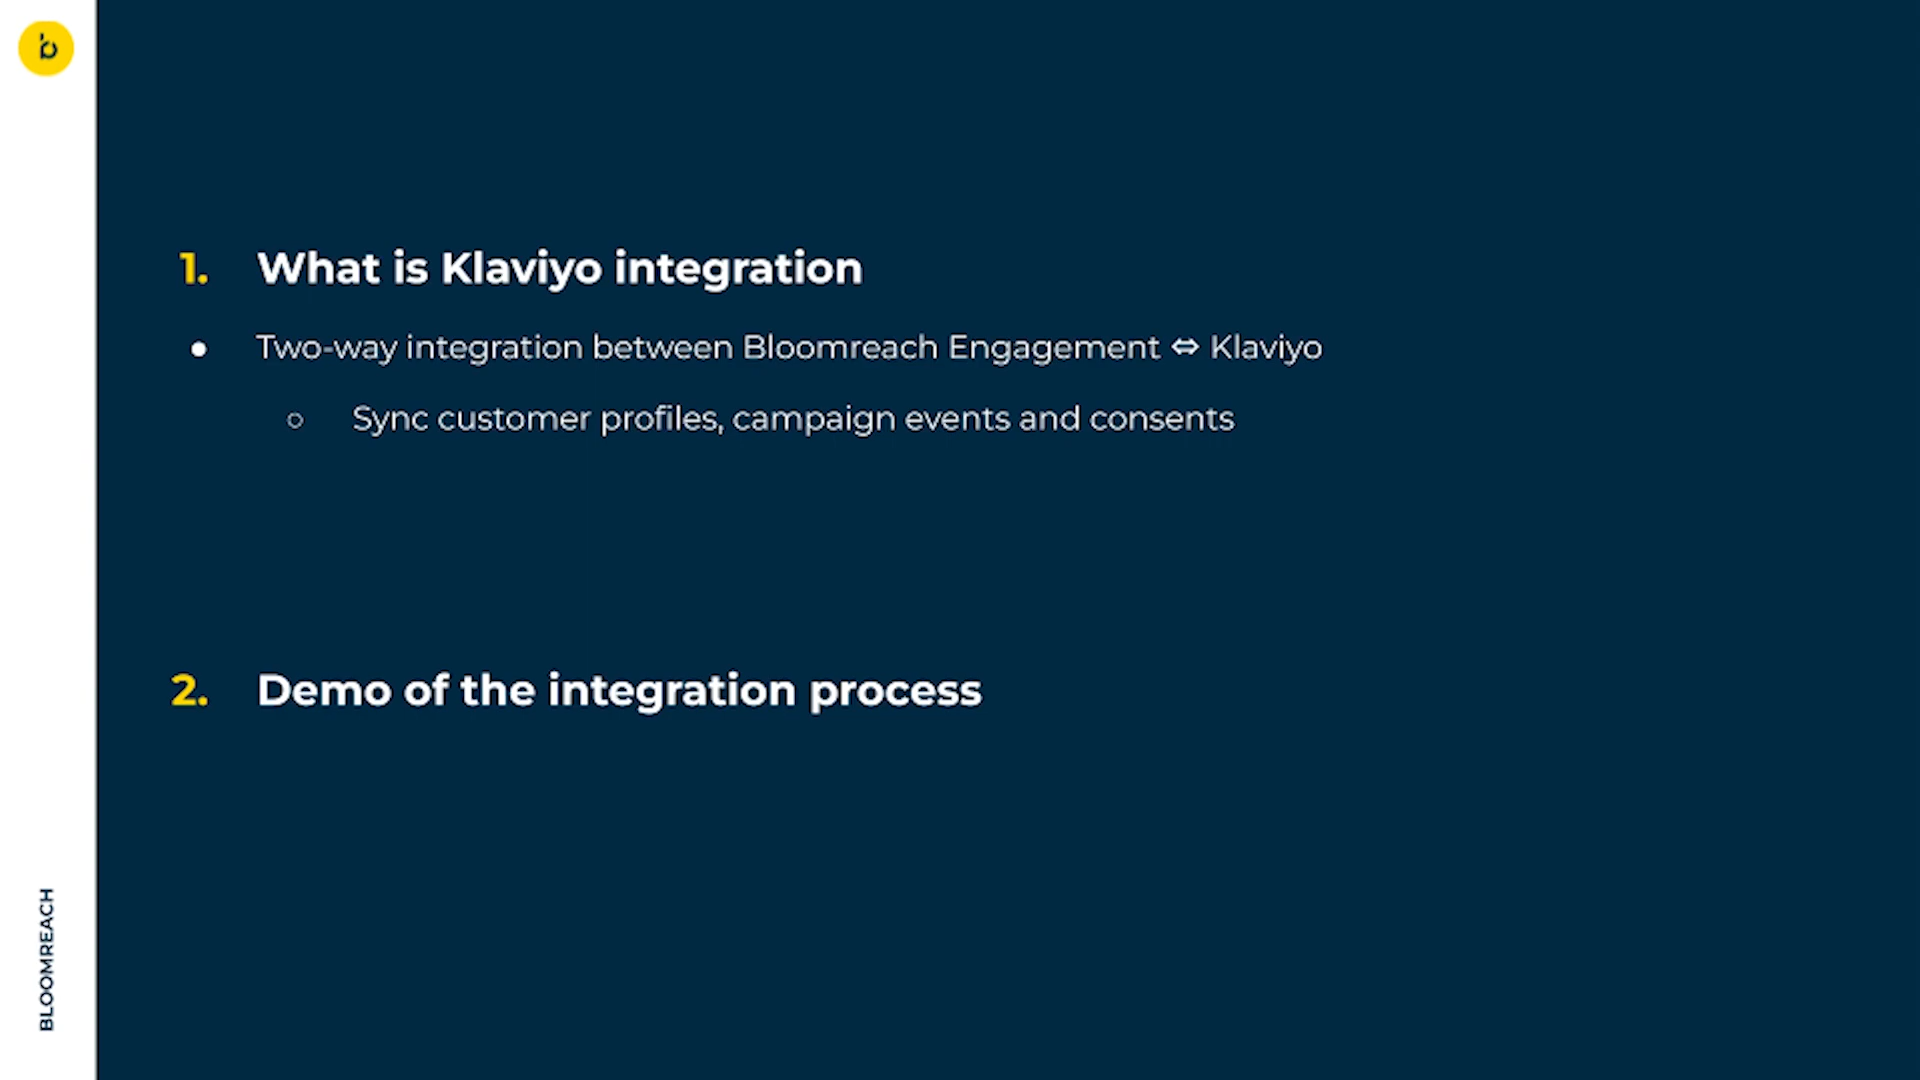 1. What is Klaviyo integration
● Two-way integration between Bloomreach Engagement ⇔ Klaviyo
○ Sync customer profiles, campaign events and consents
2. Demo of the integration process
b
BLOOMREACH